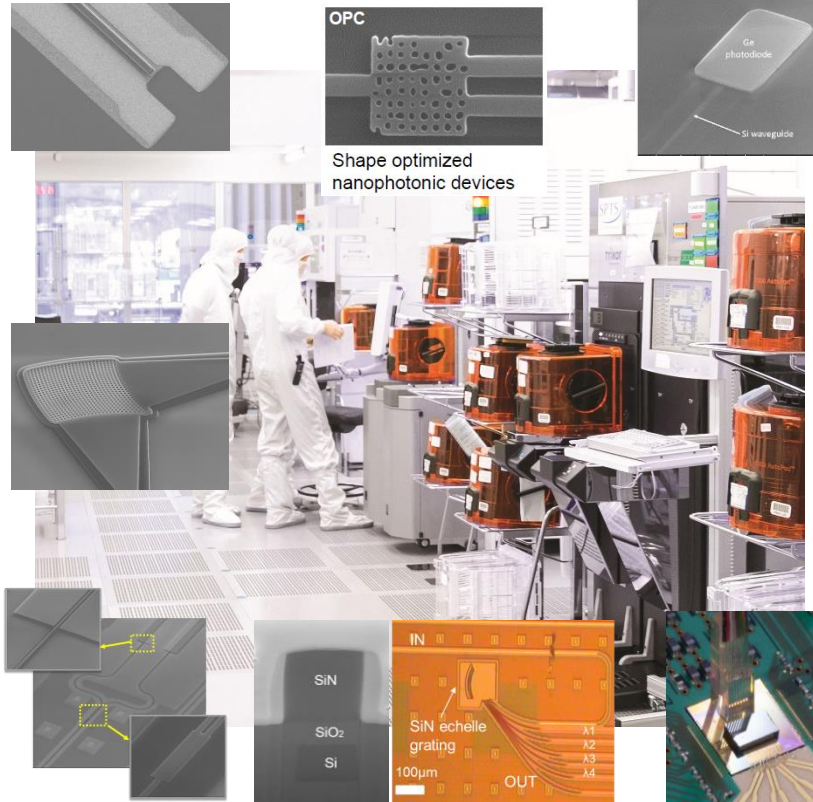 OPC
Shape optimized
nanophotonic devices
Ge
photodiode
Si waveguide
SPTS
SiN
SiO₂
Si
IN
SiN echelle
grating
100µm
OUT
λ1
λ2
λ3
λ4